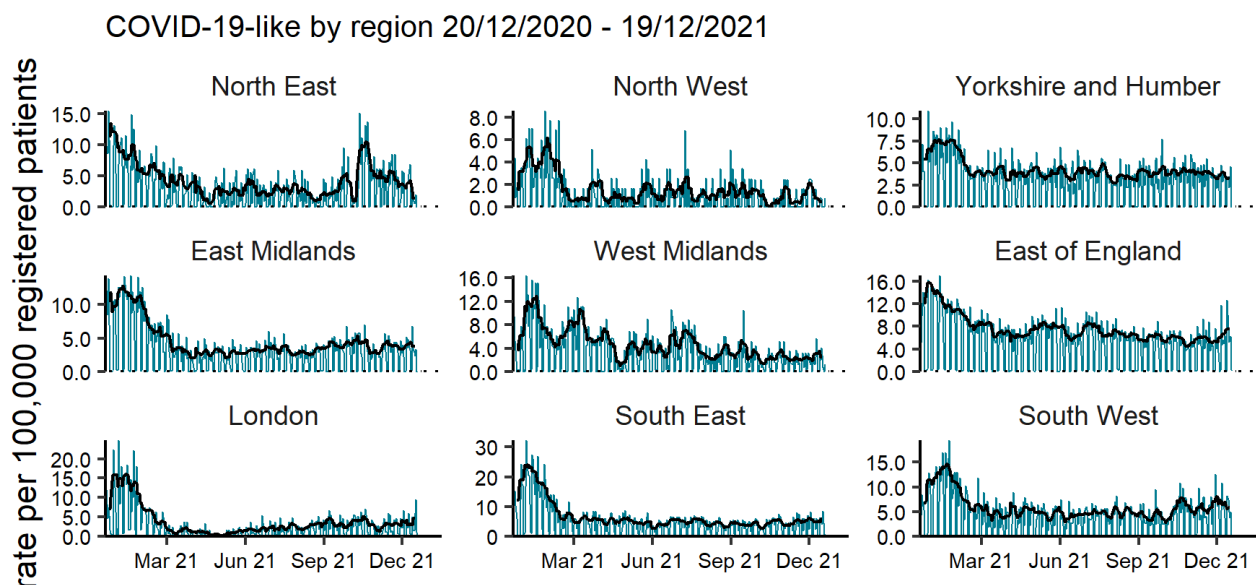 COVID-19-like by region 20/12/2020 - 19/12/2021
rate per 100,000 registered patients
North East
North West
Yorkshire and Humber
15.0
10.0
5.0
0.0
8.0
6.0
4.0
2.0
0.0
10.0
7.5
5.0
2.5
0.0
East Midlands
West Midlands
East of England
10.0
5.0
0.0
16.0
12.0
8.0
4.0
0.0
16.0
12.0
8.0
4.0
0.0
London
South East
South West
20.0
15.0
10.0
5.0
0.0
30
20
10
0
15.0
10.0
5.0
0.0
Mar 21 Jun 21 Sep 21 Dec 21
Mar 21 Jun 21 Sep 21 Dec 21
Mar 21 Jun 21 Sep 21 Dec 21